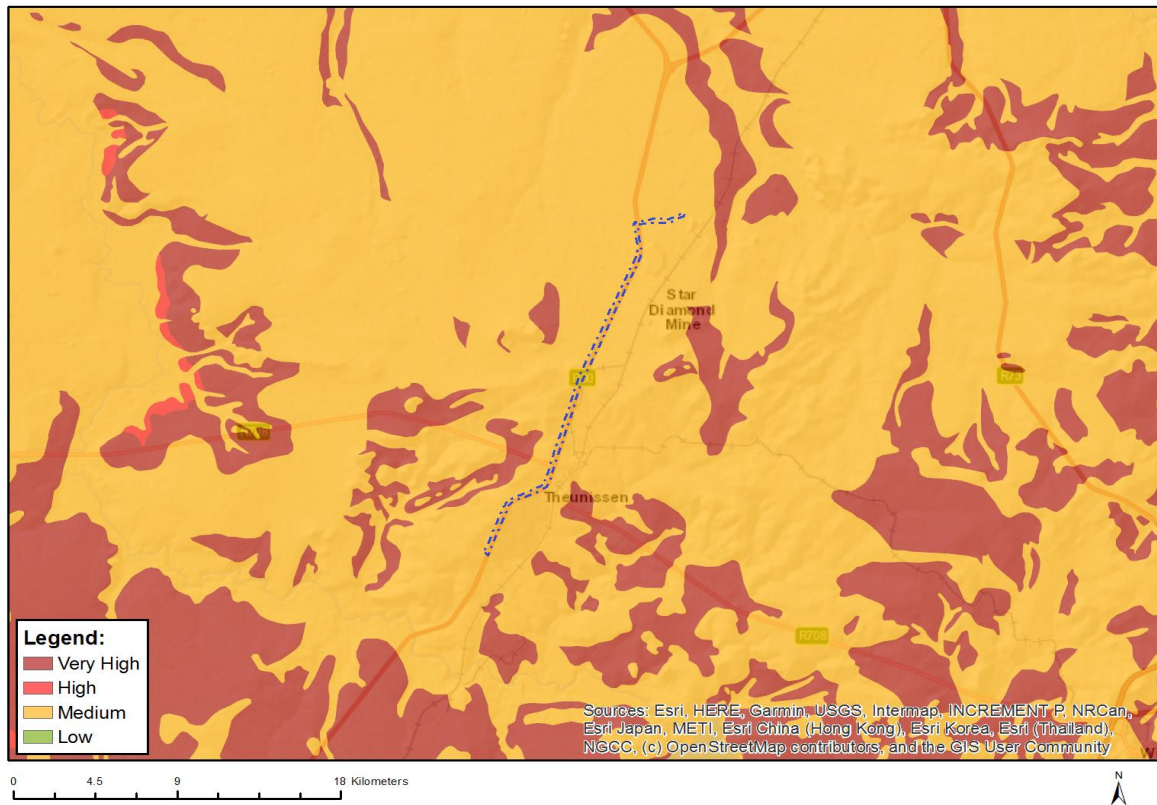 Star
Diamond
Mine
R73
Theunissen
R708
Legend:
Very High
High
Medium
Low
Sources: Esri, HERE, Garmin, USGS, Intermap, INCREMENT P, NRCan,
Esri Japan, METI, Esri China (Hong Kong), Esri Korea, Esri (Thailand),
NGCC, (c) OpenStreetMap contributors, and the GIS User Community
W
0 4.5 9 18 Kilometers
N